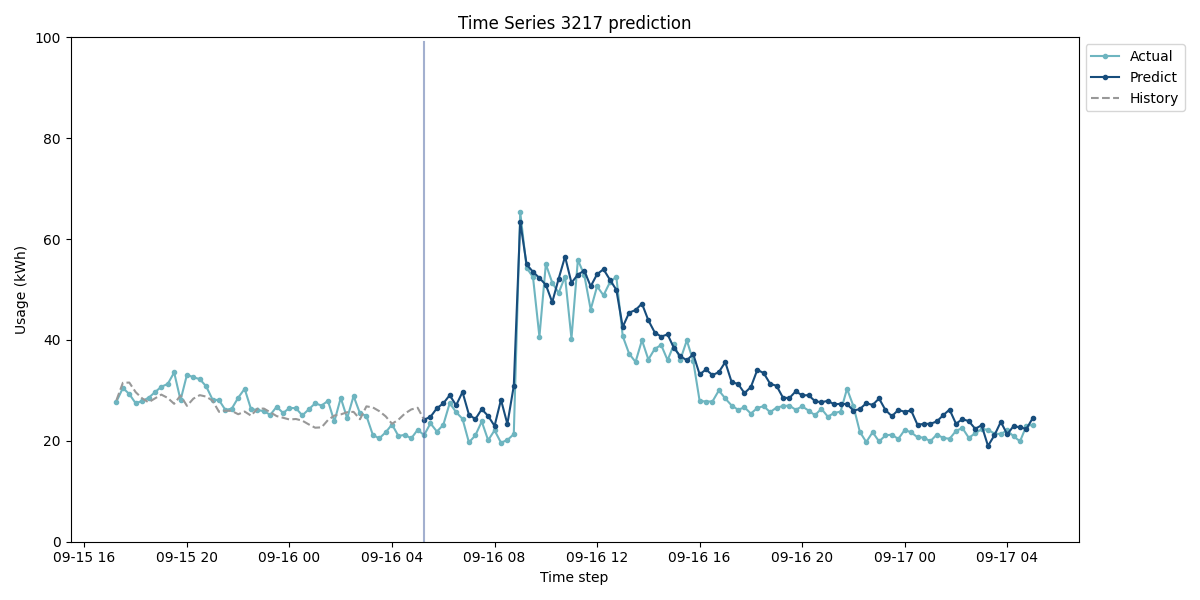 Time Series 3217 prediction
100
80
60
40
20
0
Usage (kWh)
09-15 16
09-15 20
09-16 00
09-16 04
09-16 08
09-16 12
09-16 16
09-16 20
09-17 00
09-17 04
Time step
Actual
Predict
History